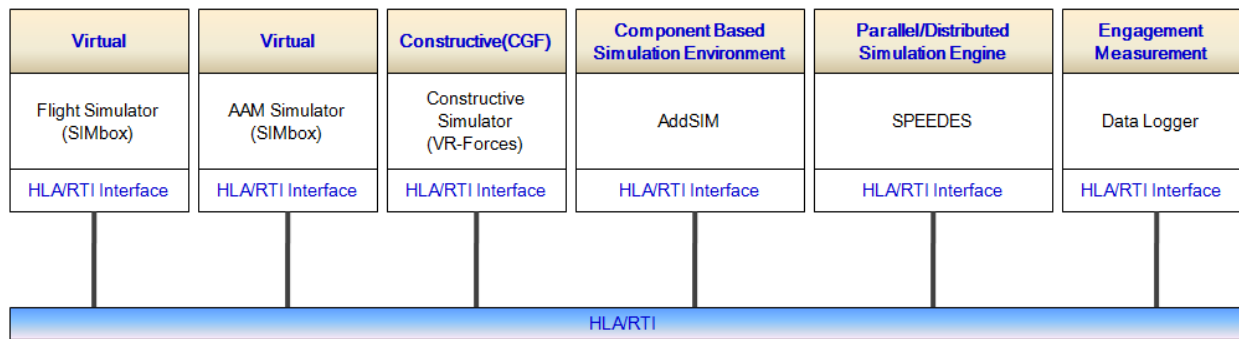 Virtual
Virtual
Constructive(CGF)
Component Based
Simulation Environment
Parallel/Distributed
Simulation Engine
Engagement
Measurement
Flight Simulator
(SIMbox)
AAM Simulator
(SIMbox)
Constructive
Simulator
(VR-Forces)
AddSIM
SPEEDES
Data Logger
HLA/RTI Interface
HLA/RTI Interface
HLA/RTI Interface
HLA/RTI Interface
HLA/RTI Interface
HLA/RTI Interface
HLA/RTI